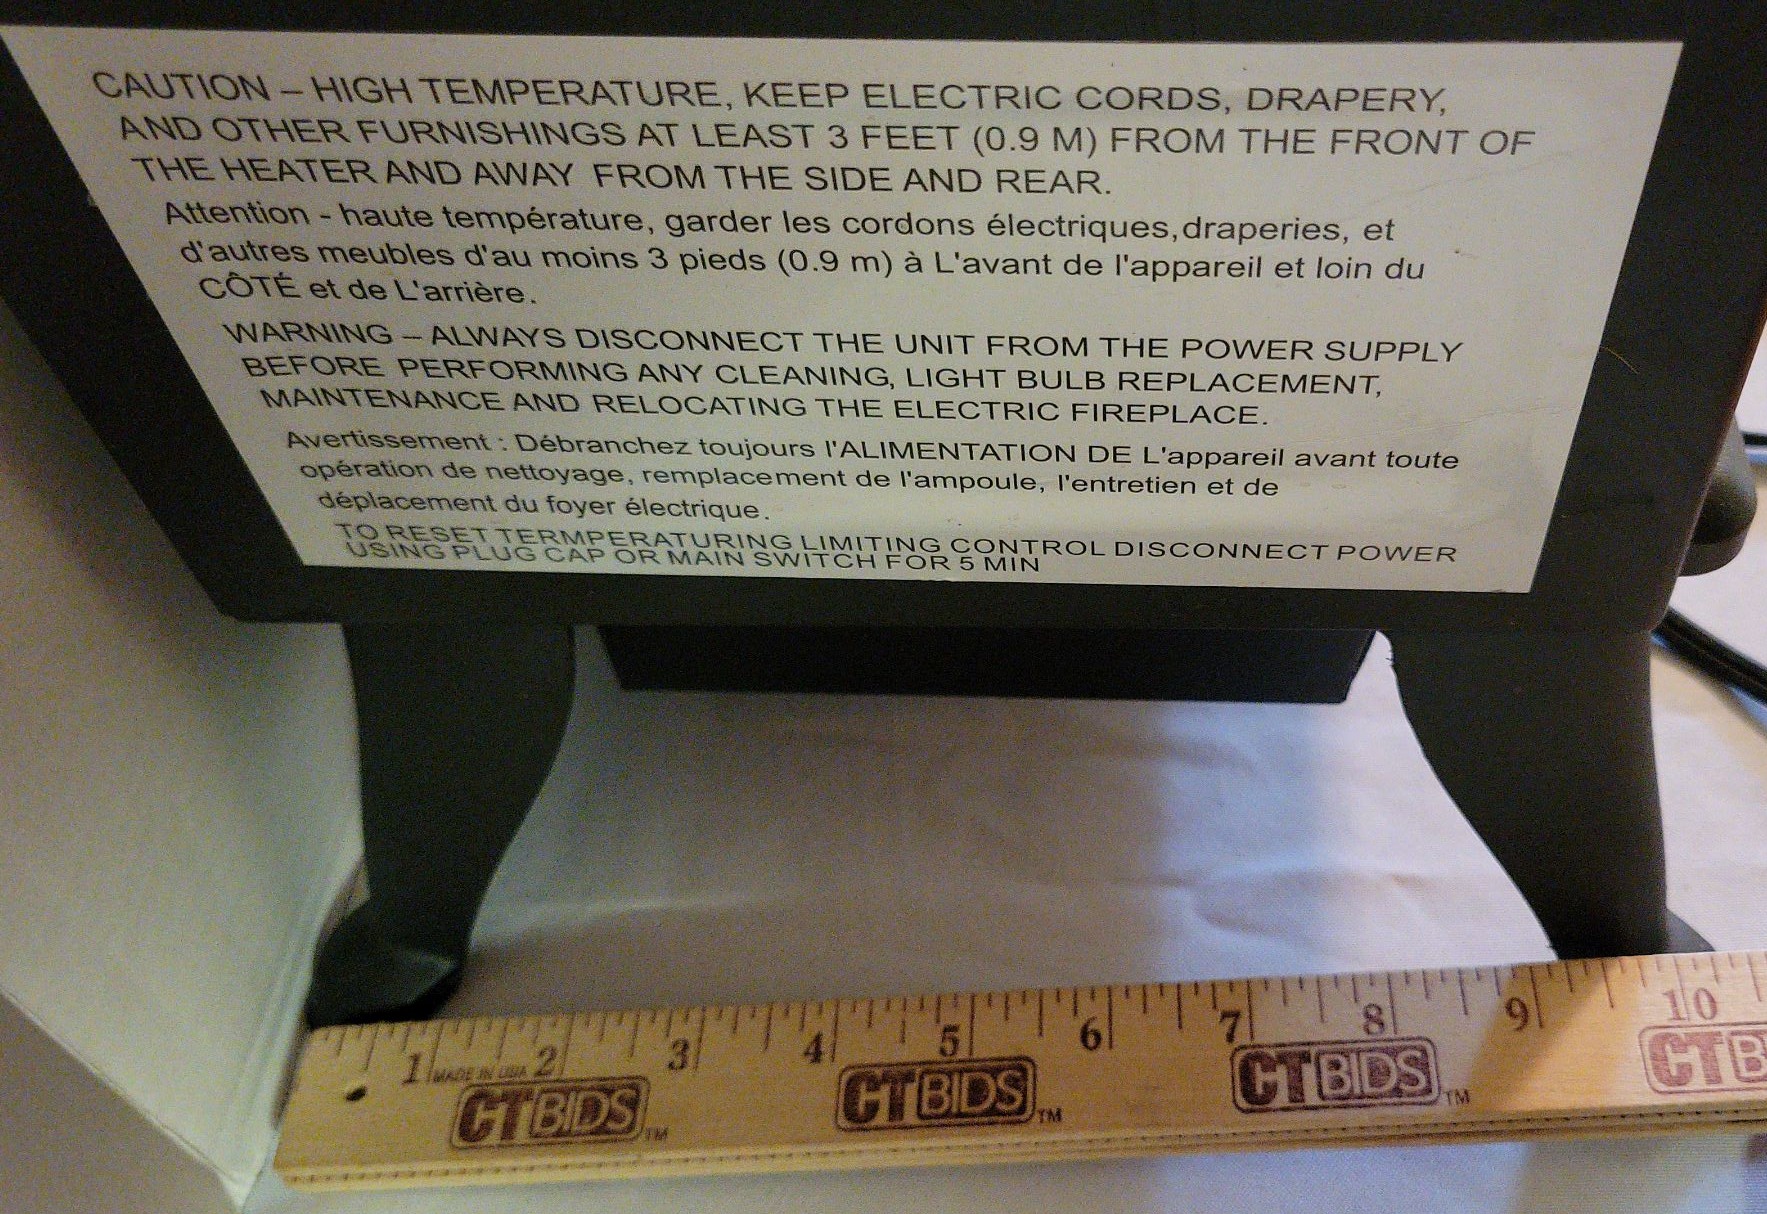 CAUTION – HIGH TEMPERATURE, KEEP ELECTRIC CORDS, DRAPERY,
AND OTHER FURNISHINGS AT LEAST 3 FEET (0.9 M) FROM THE FRONT OF
THE HEATER AND AWAY FROM THE SIDE AND REAR.
Attention - haute température, garder les cordons électriques, draperies, et
d'autres meubles d'au moins 3 pieds (0.9 m) à L'avant de l'appareil et loin du
CÔTÉ et de L'arrière.
WARNING – ALWAYS DISCONNECT THE UNIT FROM THE POWER SUPPLY
BEFORE PERFORMING ANY CLEANING, LIGHT BULB REPLACEMENT,
MAINTENANCE AND RELOCATING THE ELECTRIC FIREPLACE.
Avertissement : Débranchez toujours l'ALIMENTATION DE L'appareil avant toute
opération de nettoyage, remplacement de l'ampoule, l'entretien et de
déplacement du foyer électrique.
TO RESET TERMPERATURING LIMITING CONTROL DISCONNECT POWER
USING PLUG CAP OR MAIN SWITCH FOR 5 MIN
1 2 3 4 5 6 7 8 9 10
MADE IN USA
CTBIDS™ CTBIDS™ CTBIDS™ CTB